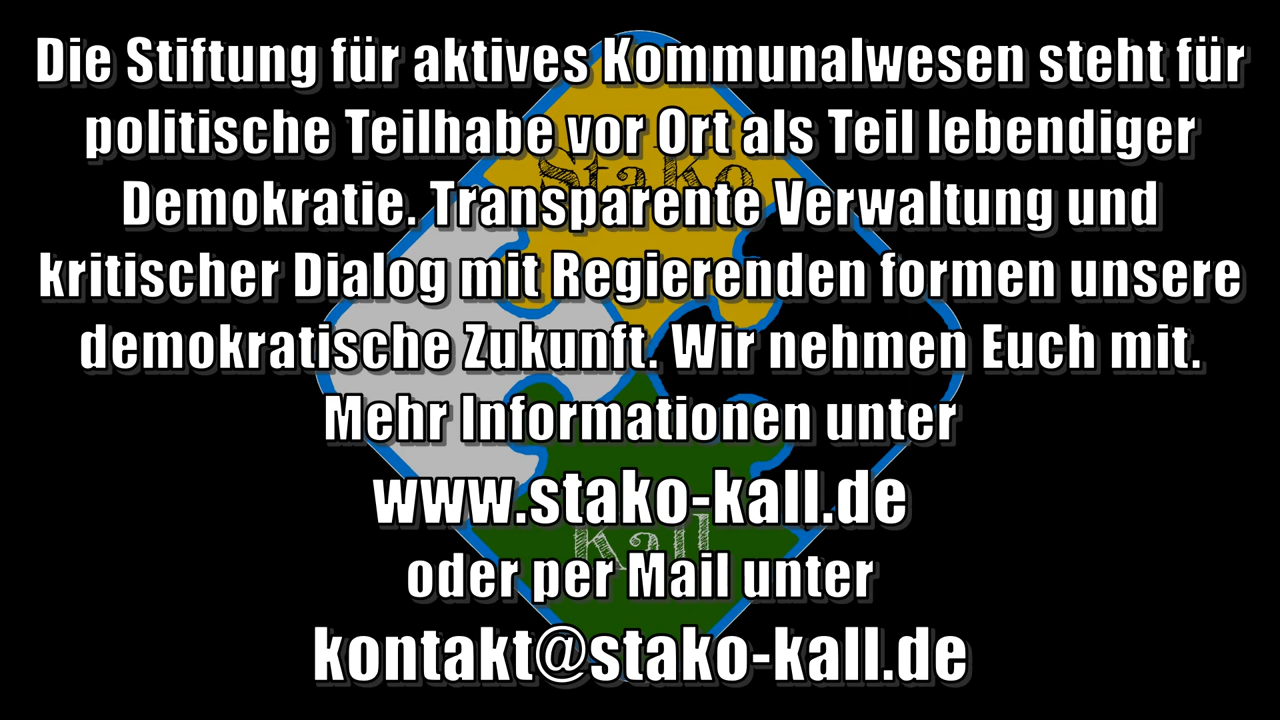 Die Stiftung für aktives Kommunalwesen steht für
politische Teilhabe vor Ort als Teil lebendiger
Stako
Demokratie. Transparente Verwaltung und
kritischer Dialog mit Regierenden formen unsere
demokratische Zukunft. Wir nehmen Euch mit.
Mehr Informationen unter
www.stako-kall.de
Kall
oder per Mail unter
kontakt@stako-kall.de